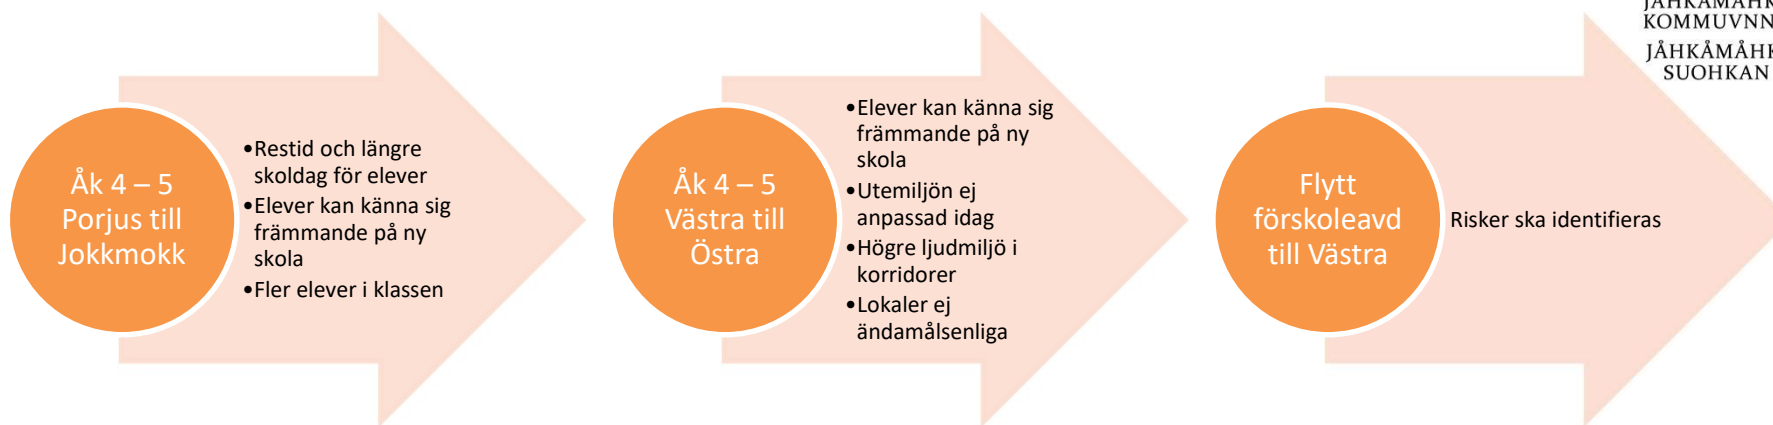 KOMMUVNN
JÅHKÅMÅHK
SUOHKAN
Åk 4 – 5
Porjus till
Jokkmokk
•Restid och längre
skoldag för elever
•Elever kan känna sig
främmande på ny
skola
•Fler elever i klassen
Åk 4 – 5
Västra till
Östra
•Elever kan känna sig
främmande på ny
skola
•Utemiljön ej
anpassad idag
•Högre ljudmiljö i
korridorer
•Lokaler ej
ändamålsenliga
Flytt
förskoleavd
till Västra
Risker ska identifieras